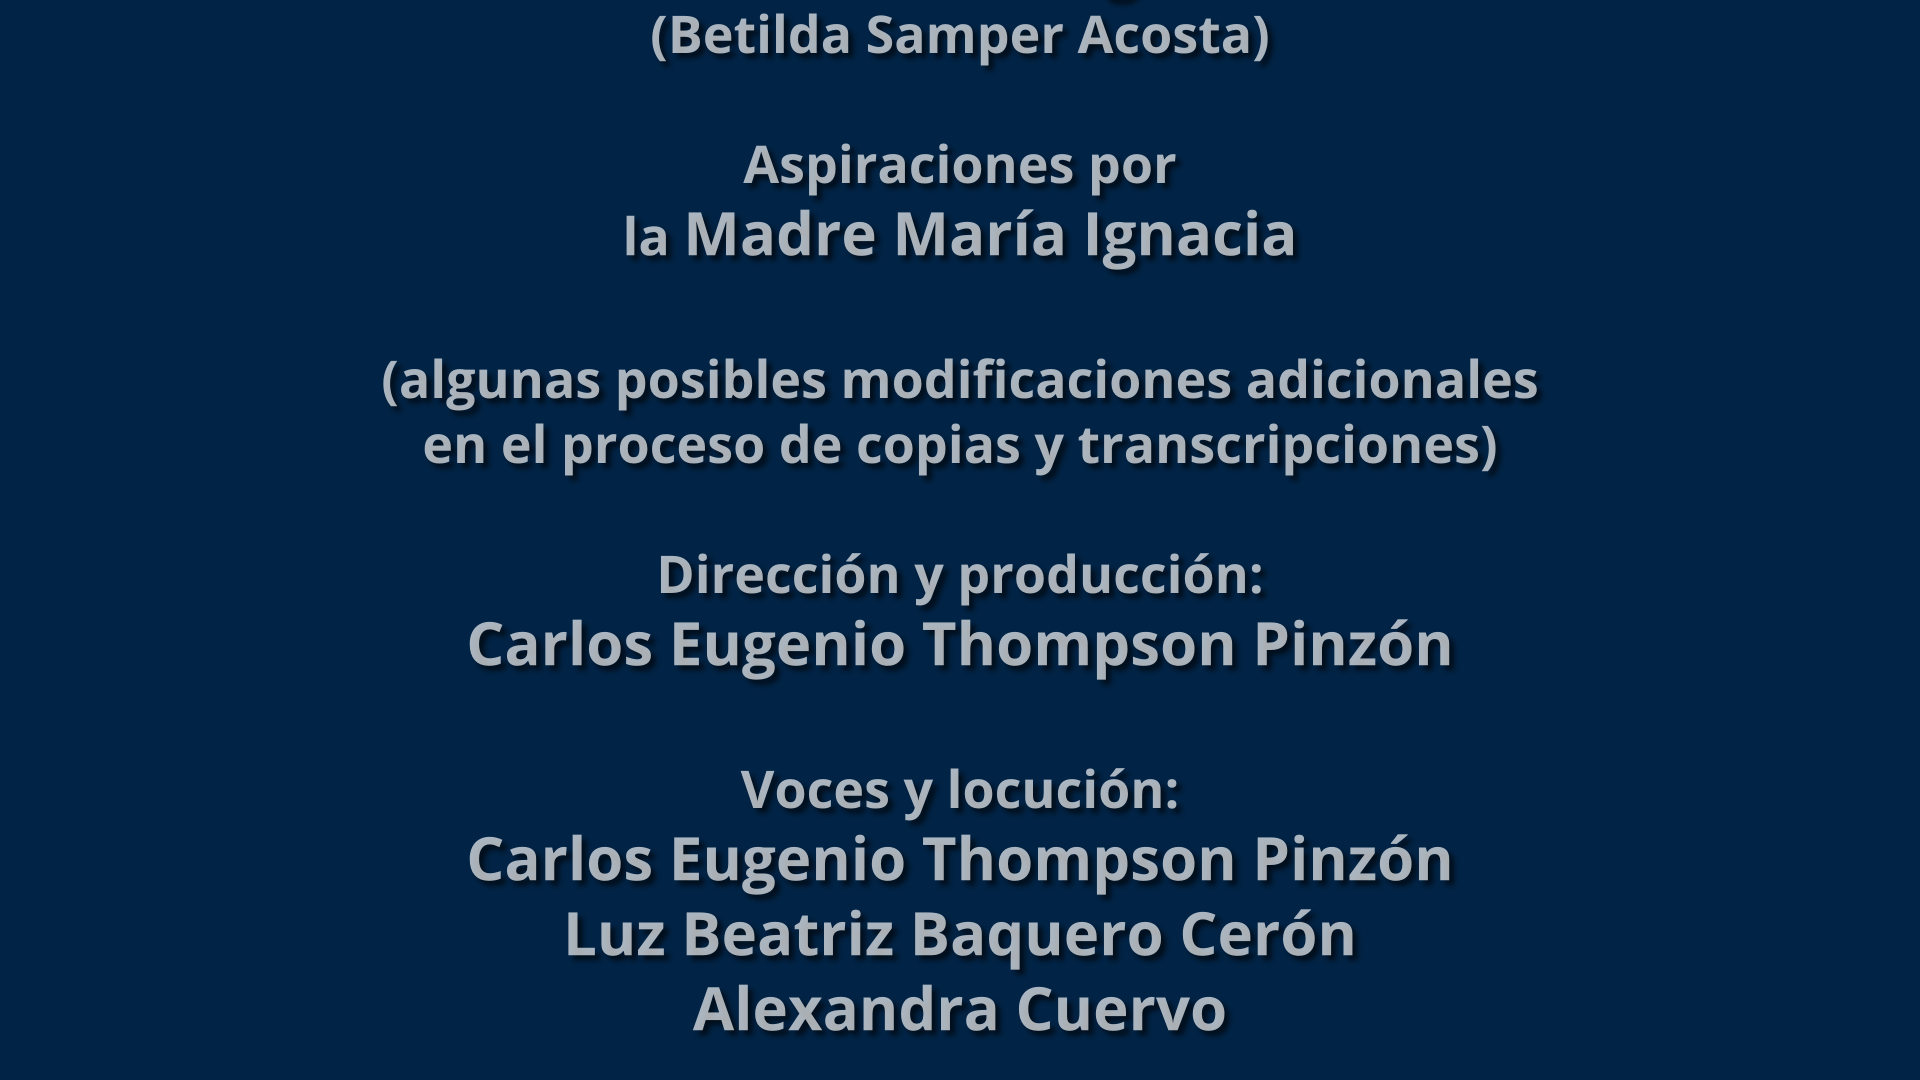 (Betilda Samper Acosta)
Aspiraciones por
la Madre María Ignacia
(algunas posibles modificaciones adicionales
en el proceso de copias y transcripciones)
Dirección y producción:
Carlos Eugenio Thompson Pinzón
Voces y locución:
Carlos Eugenio Thompson Pinzón
Luz Beatriz Baquero Cerón
Alexandra Cuervo